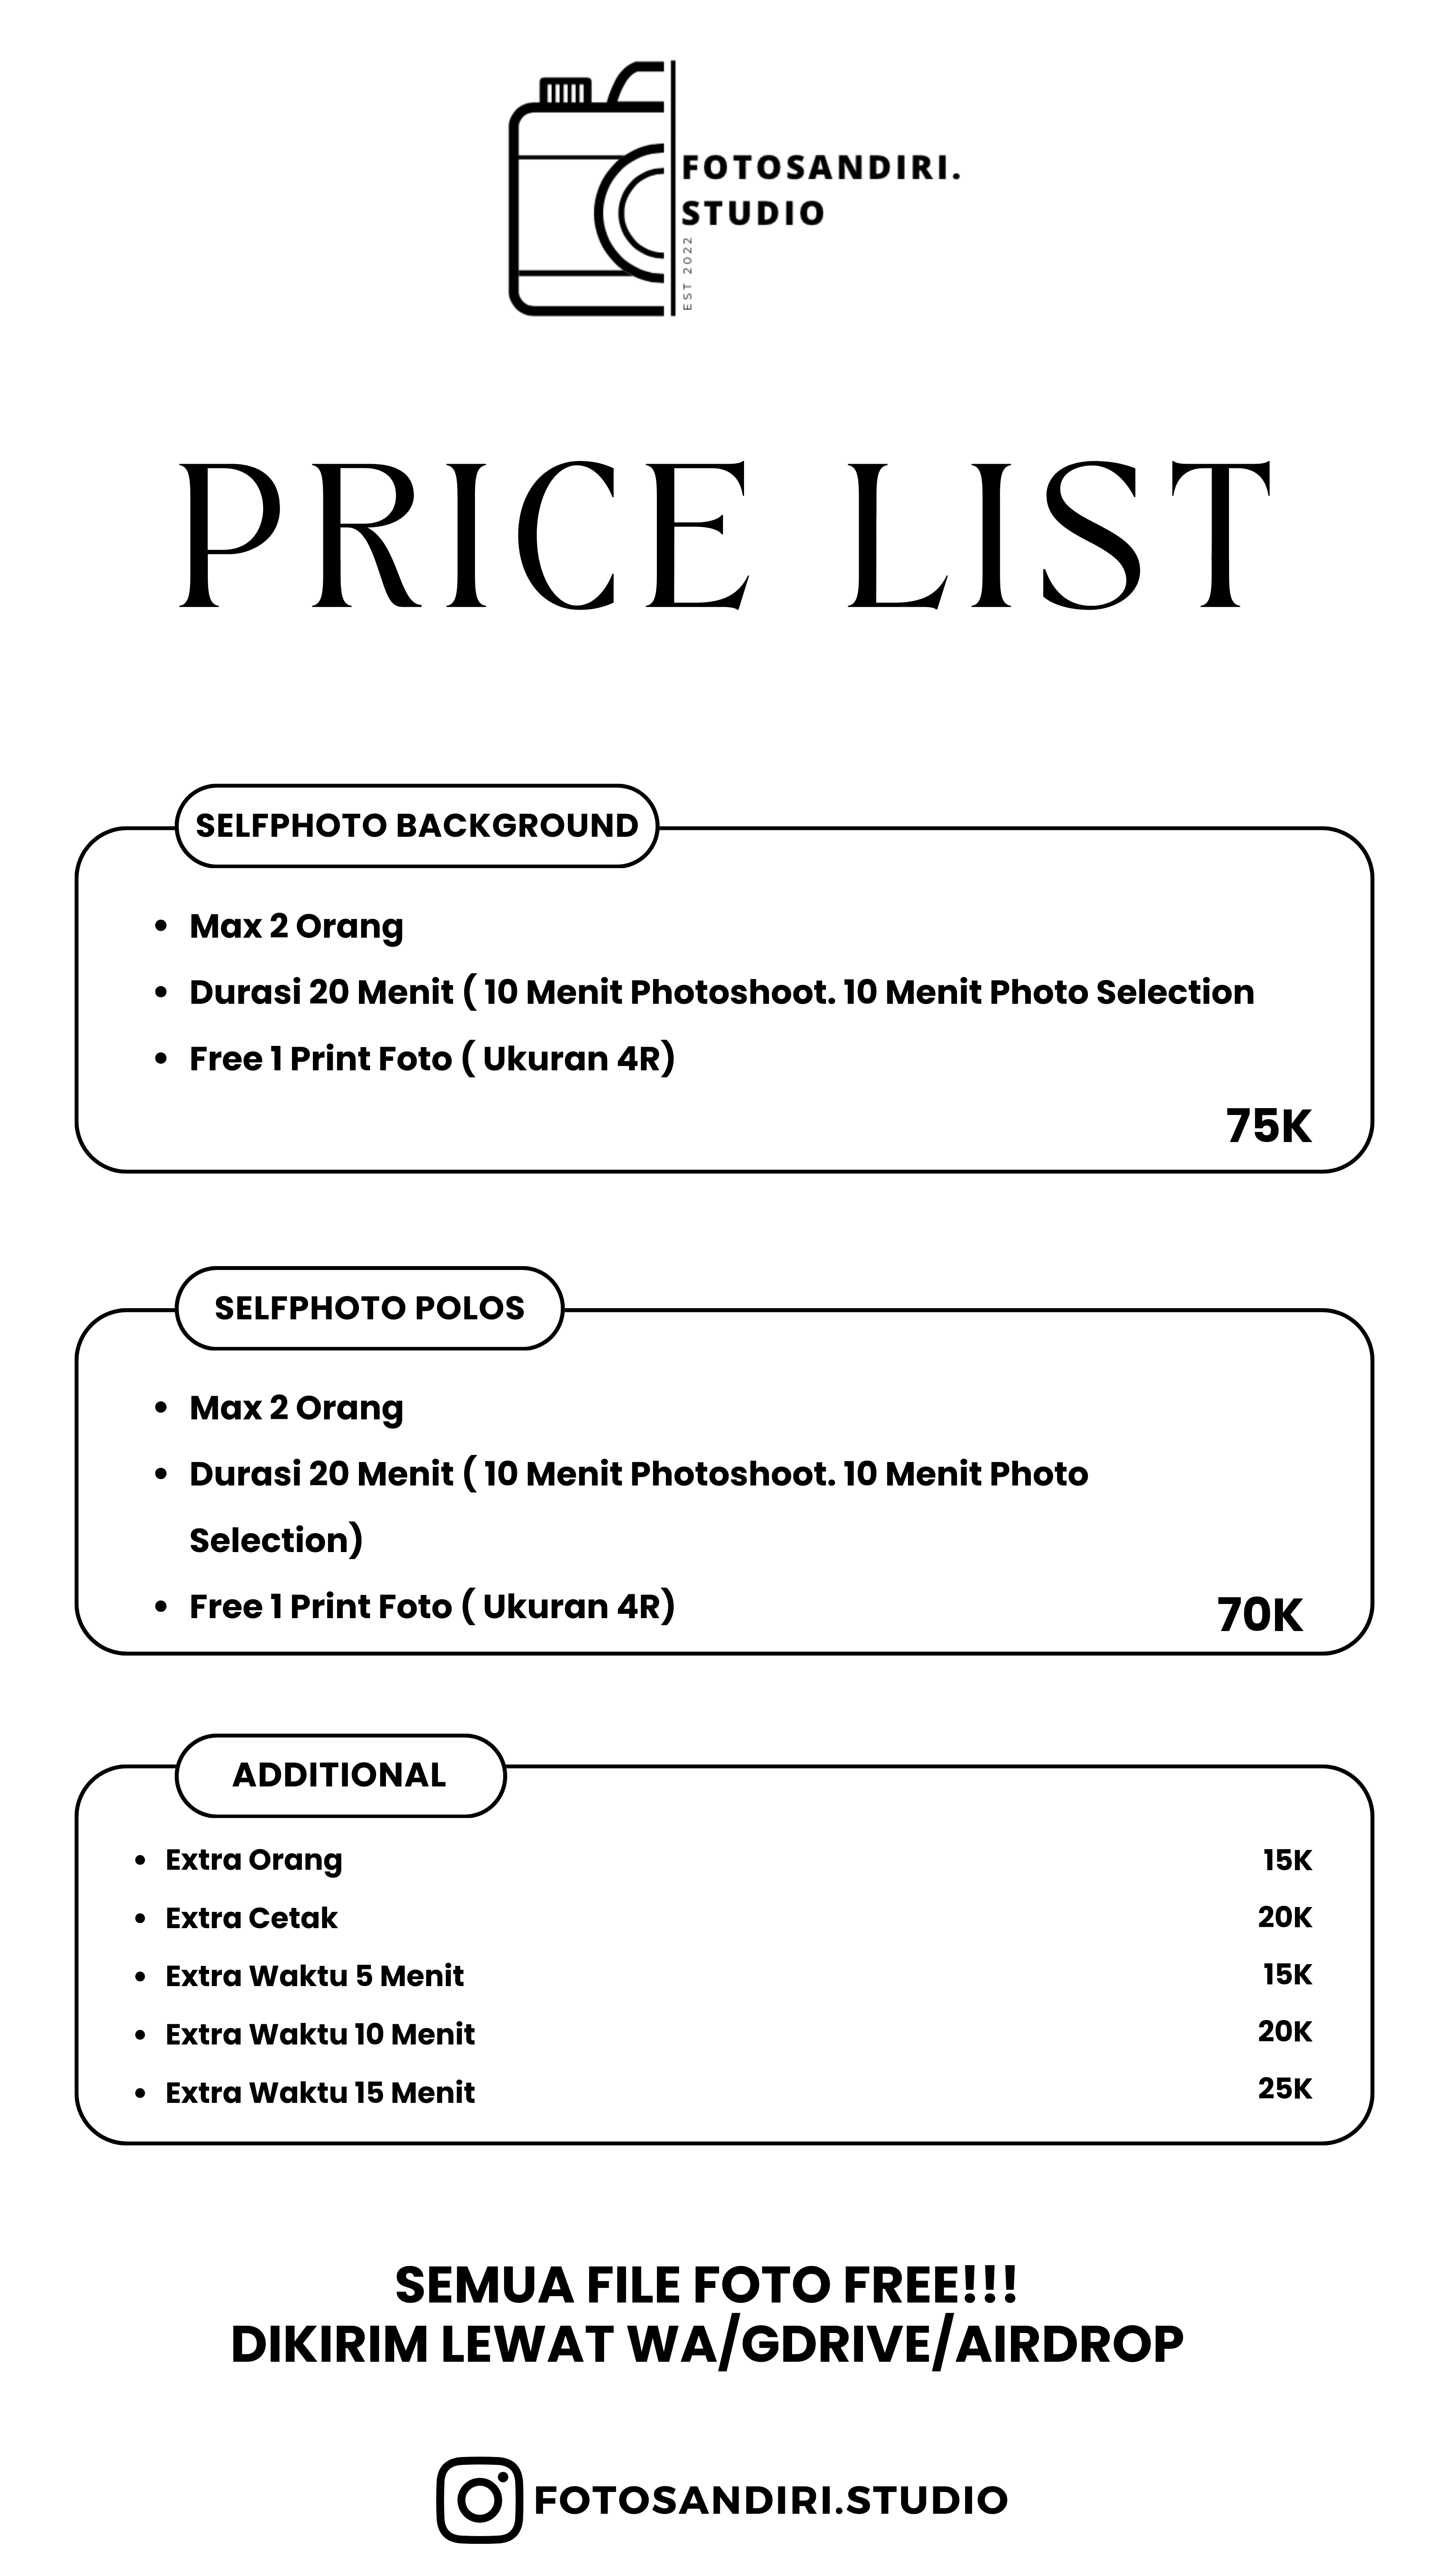 FOTOSANDIRI.
STUDIO
EST 2022
PRICE LIST
SELFPHOTO BACKGROUND
• Max 2 Orang
• Durasi 20 Menit ( 10 Menit Photoshoot. 10 Menit Photo Selection
• Free 1 Print Foto ( Ukuran 4R)
75K
SELFPHOTO POLOS
• Max 2 Orang
• Durasi 20 Menit ( 10 Menit Photoshoot. 10 Menit Photo
Selection)
• Free 1 Print Foto ( Ukuran 4R) 70K
ADDITIONAL
• Extra Orang 15K
• Extra Cetak 20K
• Extra Waktu 5 Menit 15K
• Extra Waktu 10 Menit 20K
• Extra Waktu 15 Menit 25K
SEMUA FILE FOTO FREE!!!
DIKIRIM LEWAT WA/GDRIVE/AIRDROP
FOTOSANDIRI.STUDIO